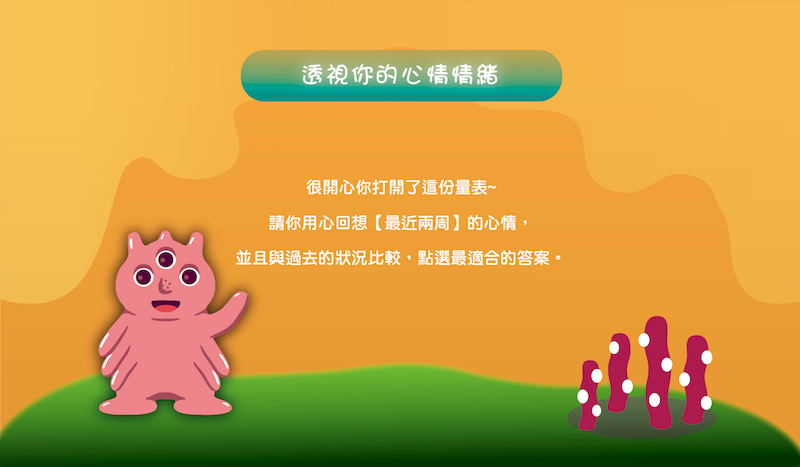 透視你的心情情緒
很開心你打開了這份量表~
請你用心回想【最近兩周】的心情，
並且與過去的狀況比較，點選最適合的答案。